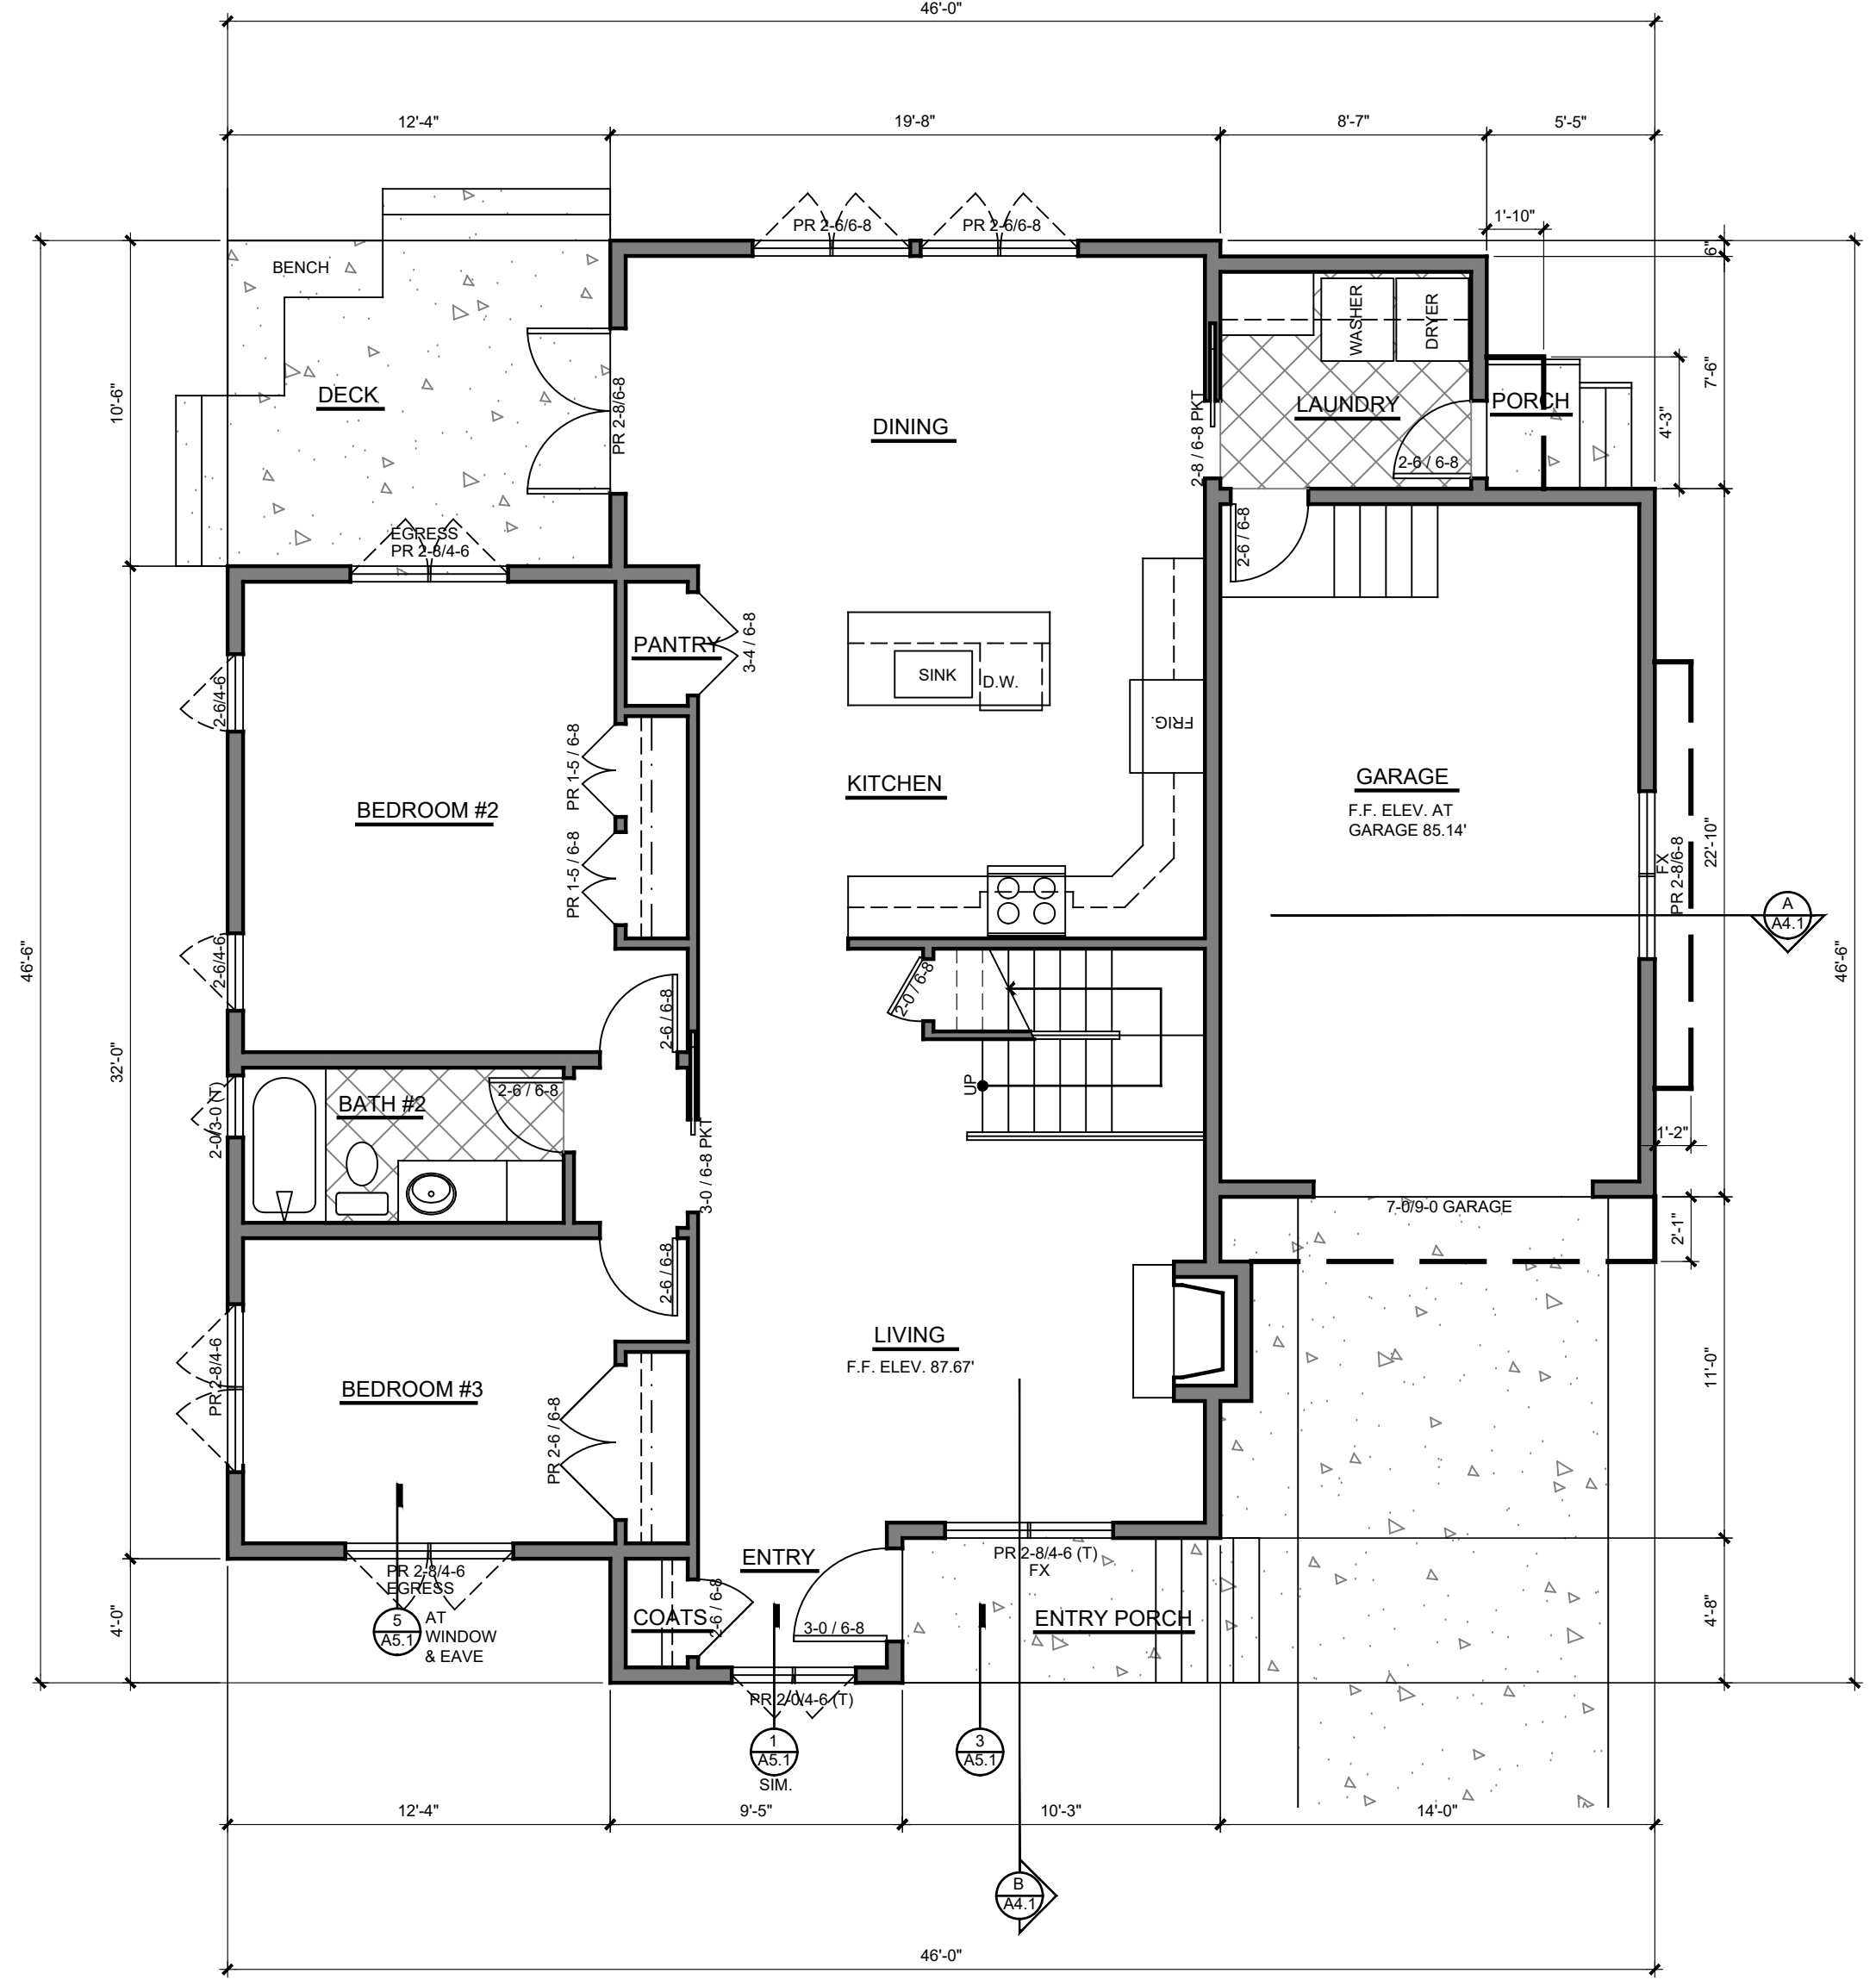 46'-0"
12'-4"
19'-8"
8'-7"
5'-5"
1'-10"
6"
PR 2-6/6-8
PR 2-6/6-8
BENCH
WASHER
DRYER
7'-6"
10'-6"
DECK
PR 2-8/6-8
DINING
2-8 / 6-8 PKT
LAUNDRY
PORCH
4'-3"
2-6 / 6-8
EGRESS
PR 2-8/4-6
2-6 / 6-8
PANTRY
3-4 / 6-8
SINK
D.W.
FRIG.
2-6/4-6
PR 1-5 / 6-8
KITCHEN
GARAGE
F.F. ELEV. AT
GARAGE 85.14'
BEDROOM #2
PR 1-5 / 6-8
FX
PR 2-8/6-8
22'-10"
A
A4.1
46'-6"
46'-6"
2-6/4-6
2-0 / 6-8
2-6 / 6-8
32'-0"
UP
2-0/3-0 (T)
BATH #2
2-6 / 6-8
3-0 / 6-8 PKT
1'-2"
7-0/9-0 GARAGE
2'-1"
2-6 / 6-8
LIVING
F.F. ELEV. 87.67'
PR 2-8/4-6
BEDROOM #3
PR 2-6 / 6-8
11'-0"
ENTRY
PR 2-8/4-6 (T)
FX
PR 2-8/4-6
EGRESS
5
A5.1
AT
WINDOW
& EAVE
4'-0"
COATS
2-6 / 6-8
3-0 / 6-8
ENTRY PORCH
4'-8"
PR 2-0/4-6 (T)
1
A5.1
SIM.
3
A5.1
12'-4"
9'-5"
10'-3"
14'-0"
B
A4.1
46'-0"